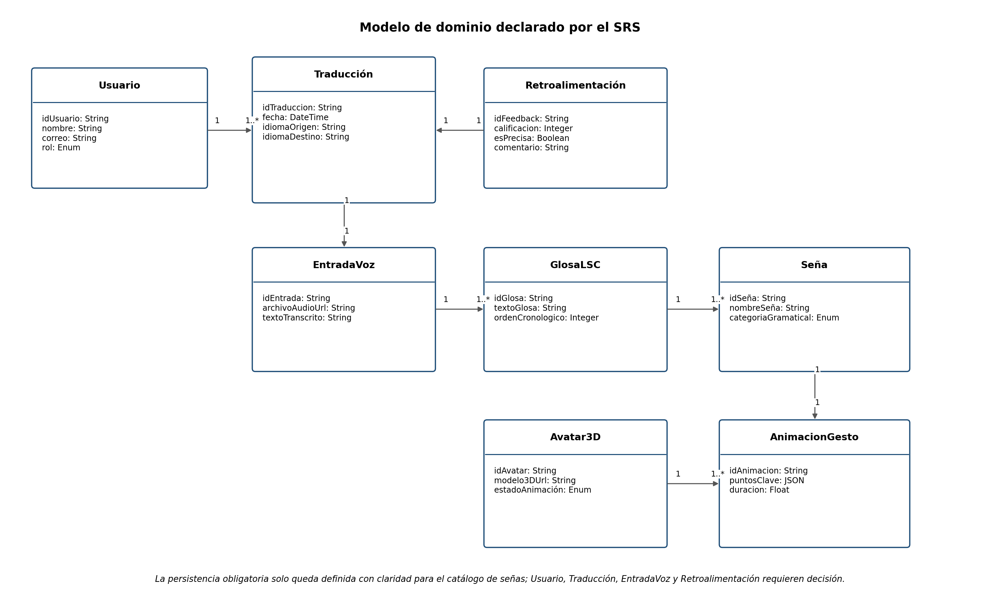 Modelo de dominio declarado por el SRS
Usuario
idUsuario: String
nombre: String
correo: String
rol: Enum
1
1..*
Traducción
idTraduccion: String
fecha: DateTime
idiomaOrigen: String
idiomaDestino: String
1
1
Retroalimentación
idFeedback: String
calificacion: Integer
esPrecisa: Boolean
comentario: String
1
1
EntradaVoz
idEntrada: String
archivoAudioUrl: String
textoTranscrito: String
1
1..*
GlosaLSC
idGlosa: String
textoGlosa: String
ordenCronologico: Integer
1
1..*
Seña
idSeña: String
nombreSeña: String
categoriaGramatical: Enum
1
1
Avatar3D
idAvatar: String
modelo3DUrl: String
estadoAnimación: Enum
1
1..*
AnimacionGesto
idAnimacion: String
puntosClave: JSON
duracion: Float
La persistencia obligatoria solo queda definida con claridad para el catálogo de señas; Usuario, Traducción, EntradaVoz y Retroalimentación requieren decisión.